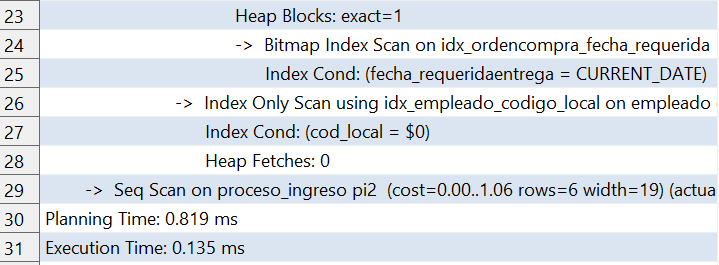 23 Heap Blocks: exact=1
24 -> Bitmap Index Scan on idx_ordencompra_fecha_requerida
25 Index Cond: (fecha_requeridaentrega = CURRENT_DATE)
26 -> Index Only Scan using idx_empleado_codigo_local on empleado
27 Index Cond: (cod_local = $0)
28 Heap Fetches: 0
29 -> Seq Scan on proceso_ingreso pi2 (cost=0.00..1.06 rows=6 width=19) (actua
30 Planning Time: 0.819 ms
31 Execution Time: 0.135 ms